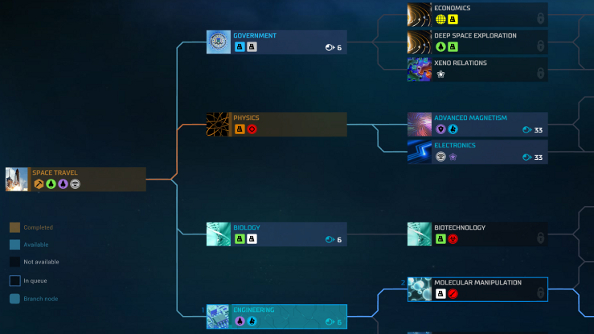 ECONOMICS
GOVERNMENT
6
DEEP SPACE EXPLORATION
XENO RELATIONS
PHYSICS
ADVANCED MAGNETISM
33
ELECTRONICS
33
SPACE TRAVEL
Completed
BIOLOGY
6
BIOTECHNOLOGY
Available
Not available
In queue
2
MOLECULAR MANIPULATION
Branch node
ENGINEERING